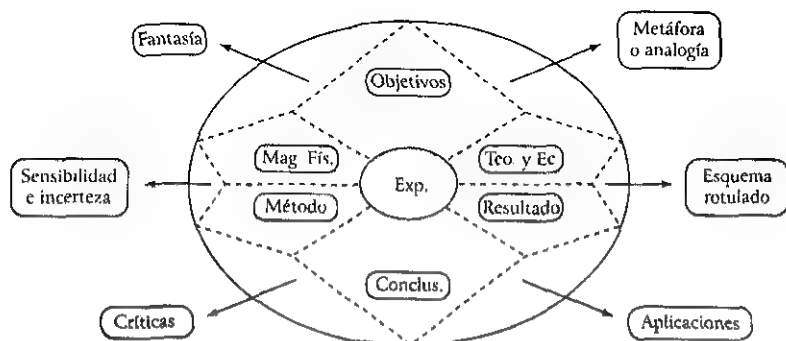 Fantasía
Metáfora
o analogía
Objetivos
Mag Fís.
Teo. y Ec
Sensibilidad
e incerteza
Exp.
Esquema
rotulado
Método
Resultado
Conclus.
Críticas
Aplicaciones